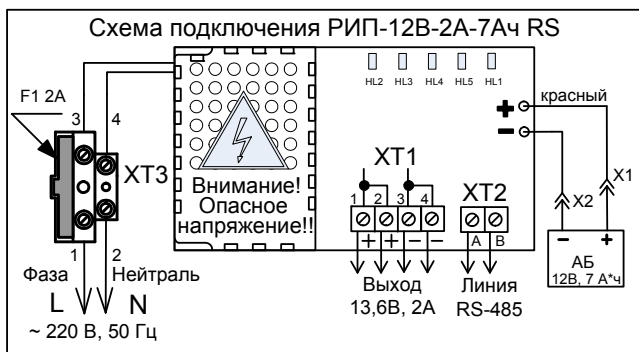 Схема подключения РИП-12В-2А-7Ач RS
F1 2A
3
4
XT3
1
2
Фаза
Нейтраль
L
N
~ 220 В, 50 Гц
Внимание!
Опасное
напряжение!!
HL2
HL3
HL4
HL5
HL1
XT1
1
2
3
4
+
+
−
−
Выход
13,6В, 2А
XT2
A
B
Линия
RS-485
+
−
красный
X2
X1
−
+
АБ
12В, 7 А*ч